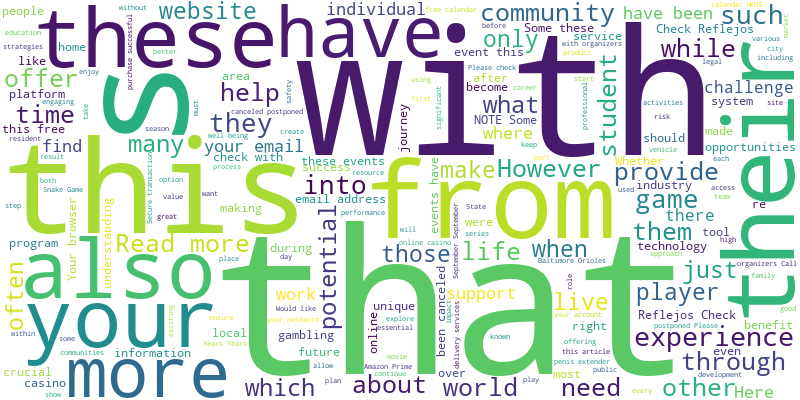 people
website
these
have
individual
community
have been
such
without
free calendar
calendar NOTE
Some these
various
strategies
education
home
purchase successful
better
event this
only
service
with organizers
Check Reflejos
city
including
before
market
like
enjoy
s
with
their
while
offer
area
platform
engaging
safety
using
after
Please check
product
legal
this free
time
help
first
become
career
start
challenge
resident
take
must
canceled postponed
what
student
professional
system
site
find
many
they
season
well being
create
journey
significant
NOTE Some
where
keep
activities
risk
should
vehicle
made
opportunities
your email
result
check with
these events
resource
success
events have
make
However
part
Whether
each
both
option
process
this
into
from
provide
used
access
team
Snake Game
Secure transaction
value
want
email address
industry
game
there
re
step
great
performance
were
series
State
them
technology
tool
high
program
Your browser
understanding
making
Read more
during
will
online casino
September September
Baltimore Orioles
understand
approach
organizers Call
also
that
those
life
when
just
family
often
place
day
potential
been canceled
role
through
good
work
Would like
unique
support
live
player
exciting
ensure
your password
online
explore
essential
impact
delivery services
your account
Reflejos Check
postponed Please
your
local
gambling
right
experience
benefit
within
some
Years Years
known
offering
communities
information
future
movie
this article
even
crucial
more
allow
Amazon Prime
over
most
penis extender
public
development
casino
which
continue
about
world
need
other
Here
show
plan
play
every